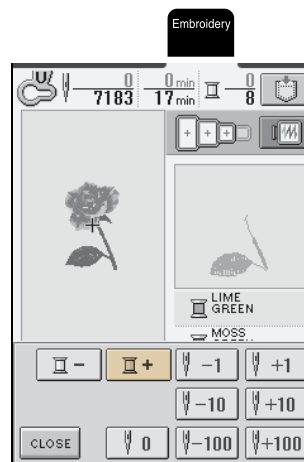 Embroidery
U
0
7183
0 min
17 min
0
8
LIME
GREEN
MOSS
-
+
-1
+1
-10
+10
CLOSE
0
-100
+100